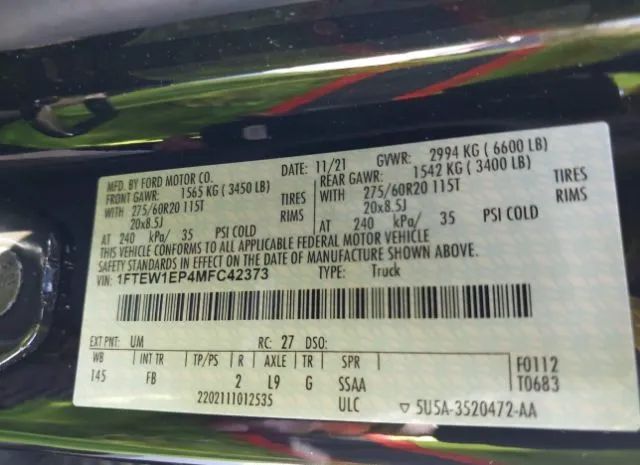 MFD. BY FORD MOTOR CO. DATE: 11/21 GVWR: 2994 KG ( 6600 LB)
FRONT GAWR: 1565 KG ( 3450 LB) REAR GAWR: 1542 KG ( 3400 LB)
WITH 275/60R20 115T TIRES WITH 275/60R20 115T TIRES
20x8.5J RIMS 20x8.5J RIMS
AT 240 kPa/ 35 PSI COLD AT 240 kPa/ 35 PSI COLD
THIS VEHICLE CONFORMS TO ALL APPLICABLE FEDERAL MOTOR VEHICLE
SAFETY STANDARDS IN EFFECT ON THE DATE OF MANUFACTURE SHOWN ABOVE.
VIN: 1FTEW1EP4MFC42373 TYPE: Truck
EXT PNT: UM RC: 27 DSO:
WB INT TR TP/PS R AXLE TR SPR F0112
145 FB 2 L9 G SSAA T0683
2202111012535 ULC ▽ 5U5A-3520472-AA